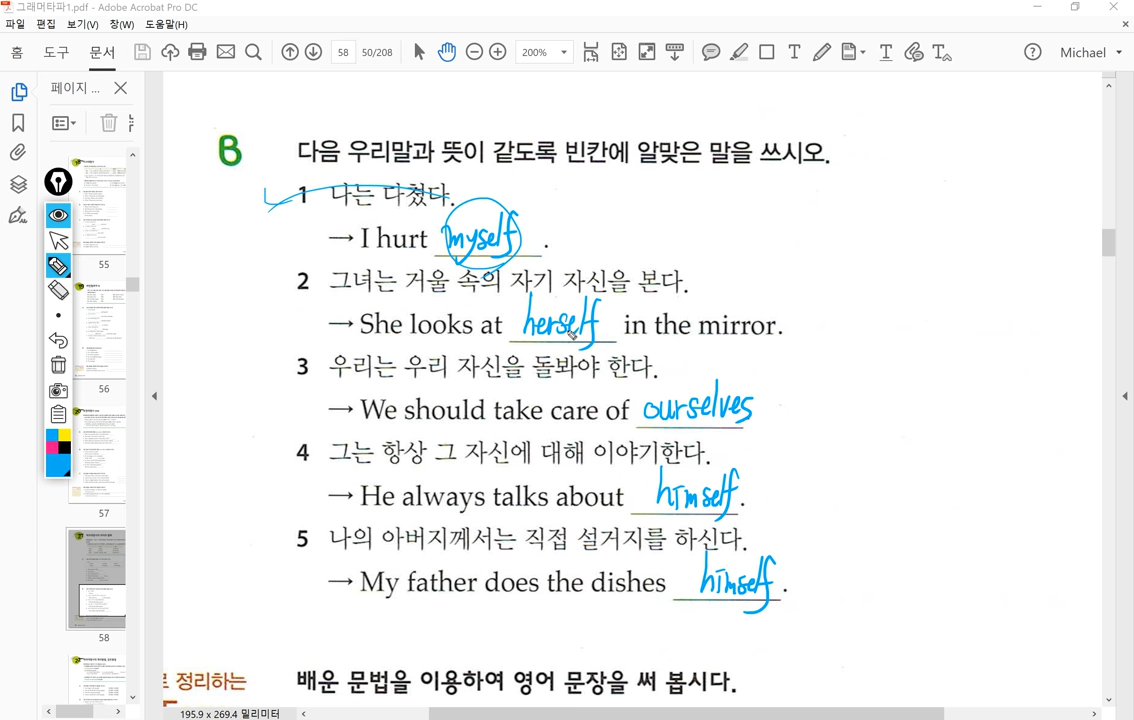 그래머타파1.pdf - Adobe Acrobat Pro DC
파일 편집 보기(V) 창(W) 도움말(H)
홈 도구 문서 58 50/208 200% Michael
페이지 ...
55
56
57
58
B 다음 우리말과 뜻이 같도록 빈칸에 알맞은 말을 쓰시오.
1 나는 다쳤다.
→ I hurt myself .
2 그녀는 거울 속의 자기 자신을 본다.
→ She looks at herself in the mirror.
3 우리는 우리 자신을 돌봐야 한다.
→ We should take care of ourselves
4 그는 항상 그 자신에 대해 이야기한다.
→ He always talks about himself .
5 나의 아버지께서는 직접 설거지를 하신다.
→ My father does the dishes himself .
로 정리하는 배운 문법을 이용하여 영어 문장을 써 봅시다.
195.9 x 269.4 밀리미터